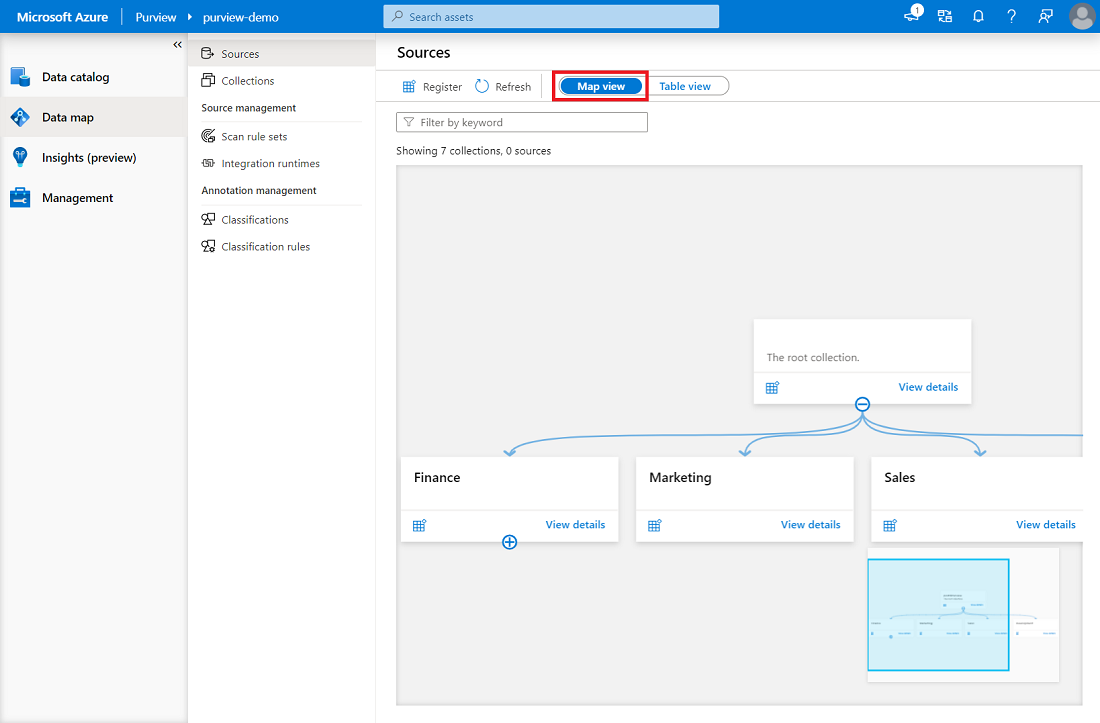 Microsoft Azure
Purview
purview-demo
Search assets
1
Data catalog
Data map
Insights (preview)
Management
Sources
Collections
Source management
Scan rule sets
Integration runtimes
Annotation management
Classifications
Classification rules
Sources
Register
Refresh
Map view
Table view
Filter by keyword
Showing 7 collections, 0 sources
The root collection.
View details
Finance
View details
Marketing
View details
Sales
View details